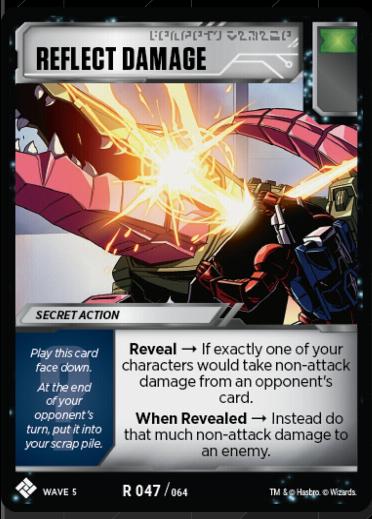 REFLECT DAMAGE
SECRET ACTION
Play this card
face down.
At the end
of your
opponent's
turn, put it into
your scrap pile.
Reveal → If exactly one of your
characters would take non-attack
damage from an opponent's
card.
When Revealed → Instead do
that much non-attack damage to
an enemy.
WAVE 5
R 047 / 064
TM & © Hasbro. © Wizards.